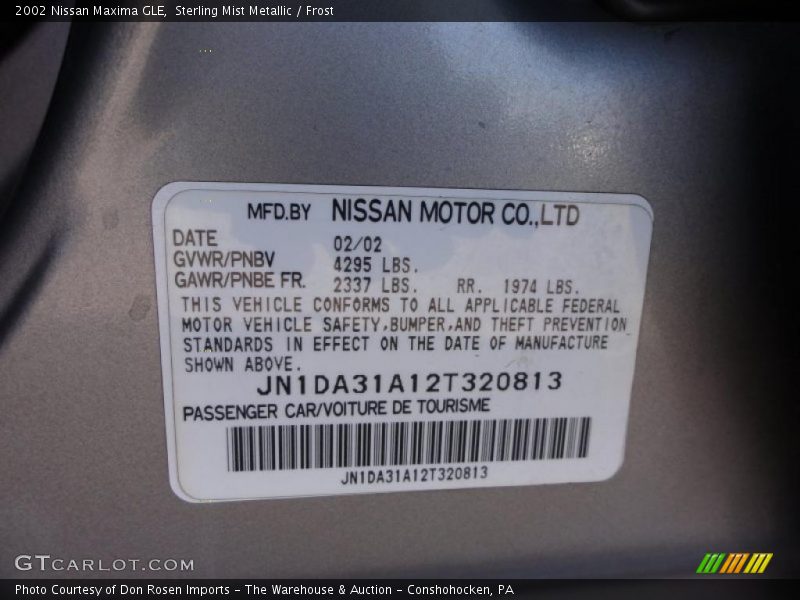 2002 Nissan Maxima GLE, Sterling Mist Metallic / Frost
MFD.BY NISSAN MOTOR CO.,LTD
DATE 02/02
GVWR/PNBV 4295 LBS.
GAWR/PNBE FR. 2337 LBS. RR. 1974 LBS.
THIS VEHICLE CONFORMS TO ALL APPLICABLE FEDERAL
MOTOR VEHICLE SAFETY,BUMPER,AND THEFT PREVENTION
STANDARDS IN EFFECT ON THE DATE OF MANUFACTURE
SHOWN ABOVE.
JN1DA31A12T320813
PASSENGER CAR/VOITURE DE TOURISME
JN1DA31A12T320813
GTCARLOT.COM
Photo Courtesy of Don Rosen Imports - The Warehouse & Auction - Conshohocken, PA